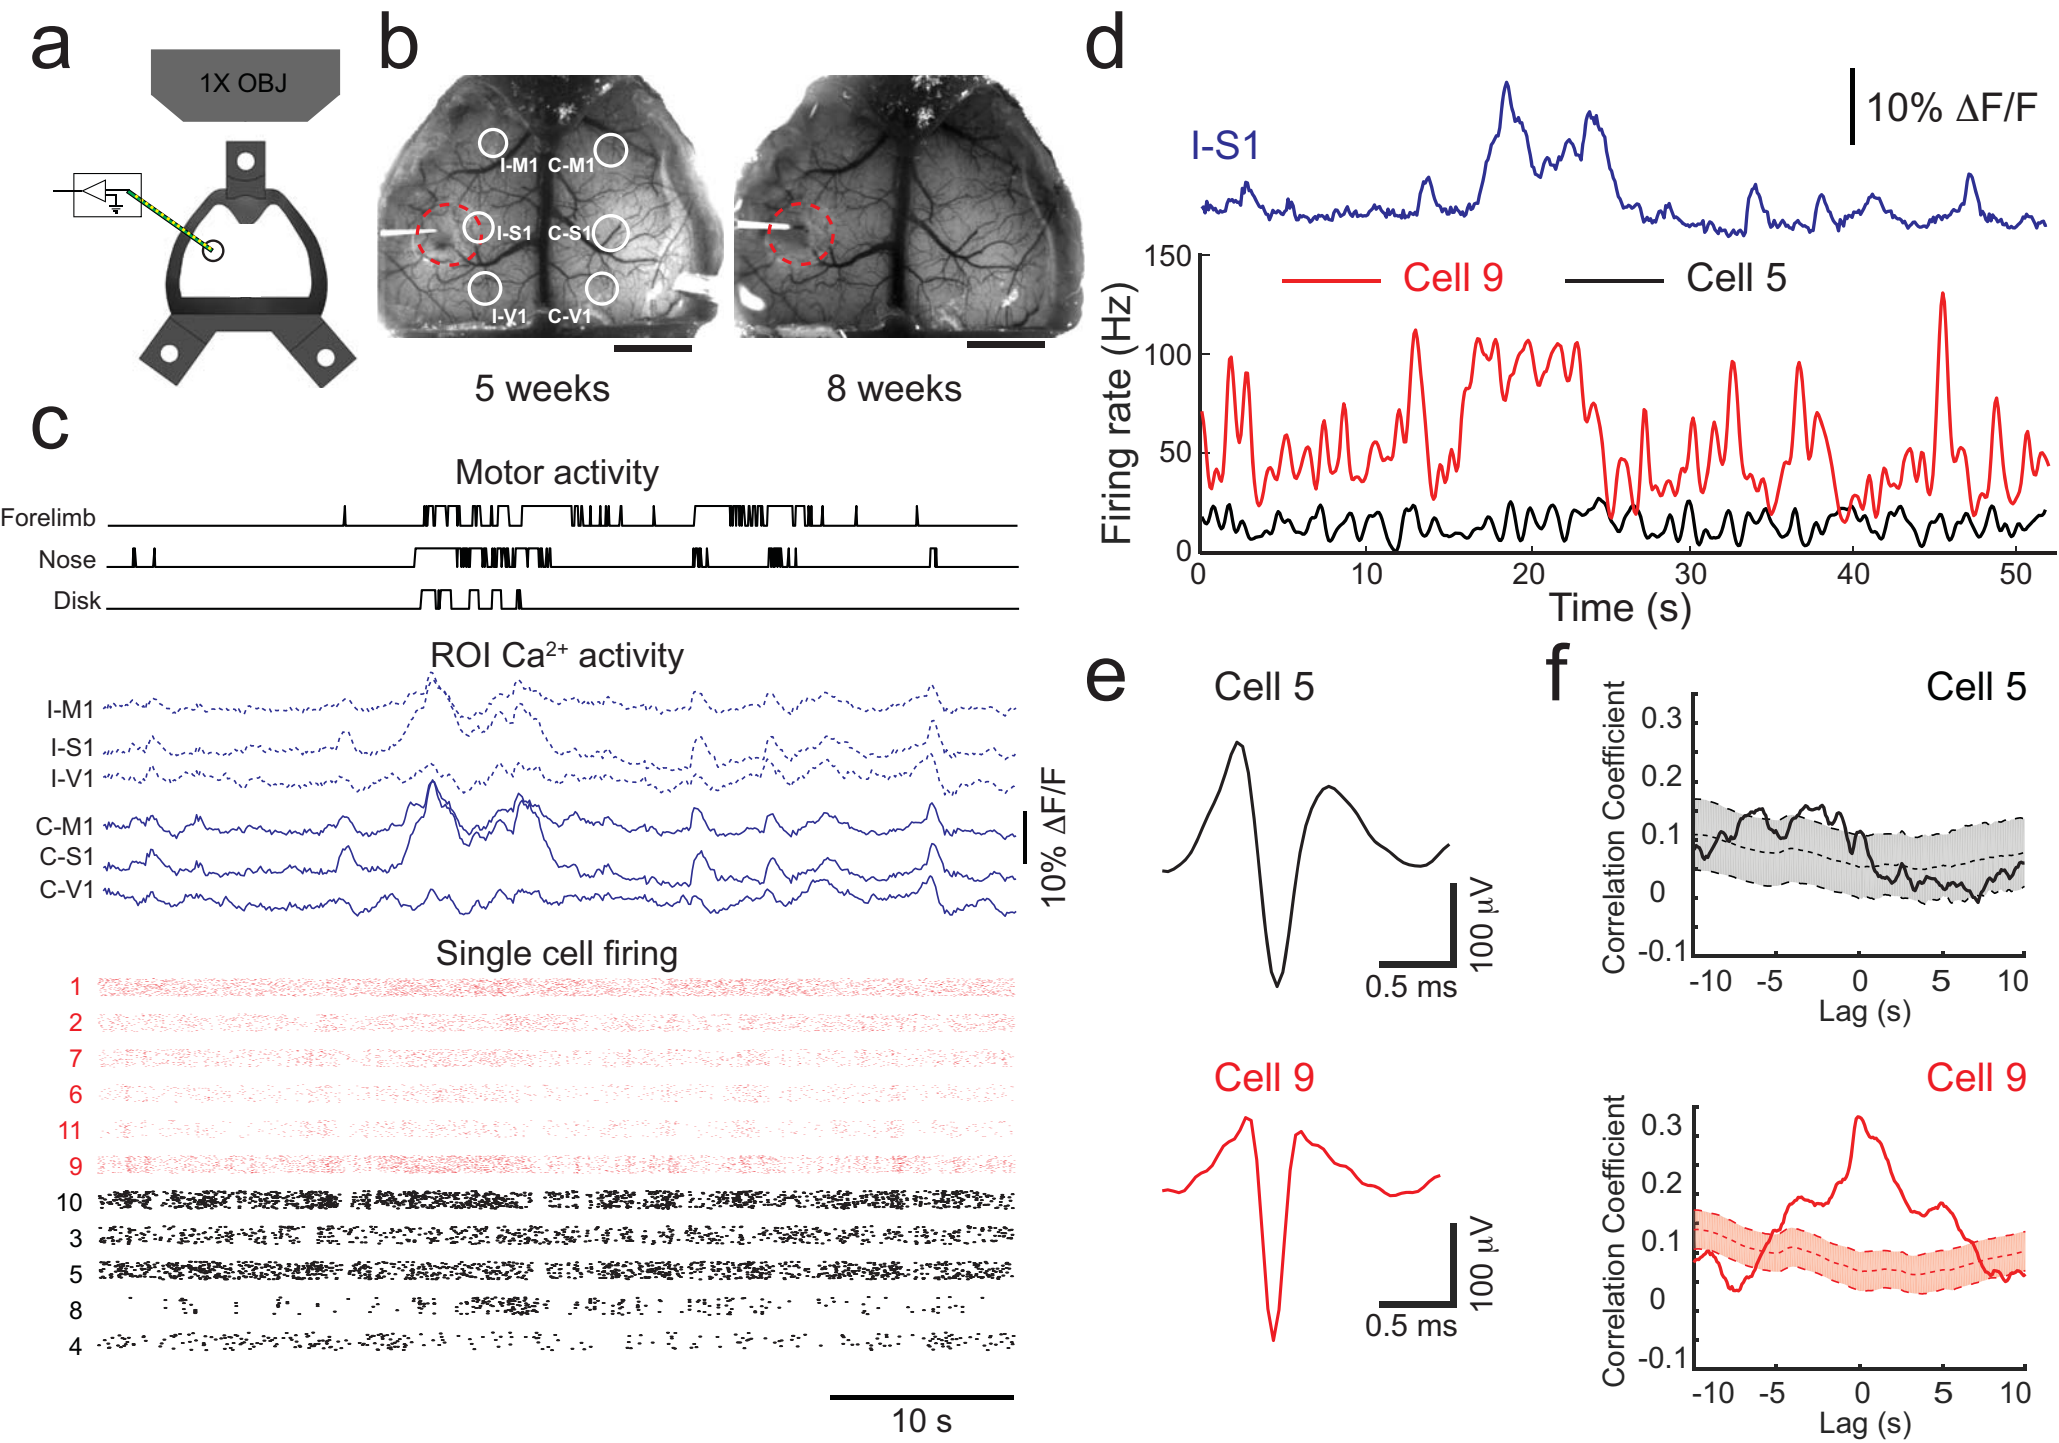 a
1X OBJ
b
I-M1 C-M1
I-S1 C-S1
I-V1 C-V1
5 weeks
8 weeks
c
Motor activity
Forelimb
Nose
Disk
ROI Ca2+ activity
I-M1
I-S1
I-V1
C-M1
C-S1
C-V1
10% ΔF/F
Single cell firing
1
2
7
6
11
9
10
3
5
8
4
10 s
d
I-S1
10% ΔF/F
Cell 9
Cell 5
Firing rate (Hz)
150
100
50
0
0 10 20 30 40 50
Time (s)
e
Cell 5
100 μV
0.5 ms
Cell 9
100 μV
0.5 ms
f
Cell 5
Correlation Coefficient
0.3
0.2
0.1
0
-0.1
-10 -5 0 5 10
Lag (s)
Cell 9
Correlation Coefficient
0.3
0.2
0.1
0
-0.1
-10 -5 0 5 10
Lag (s)